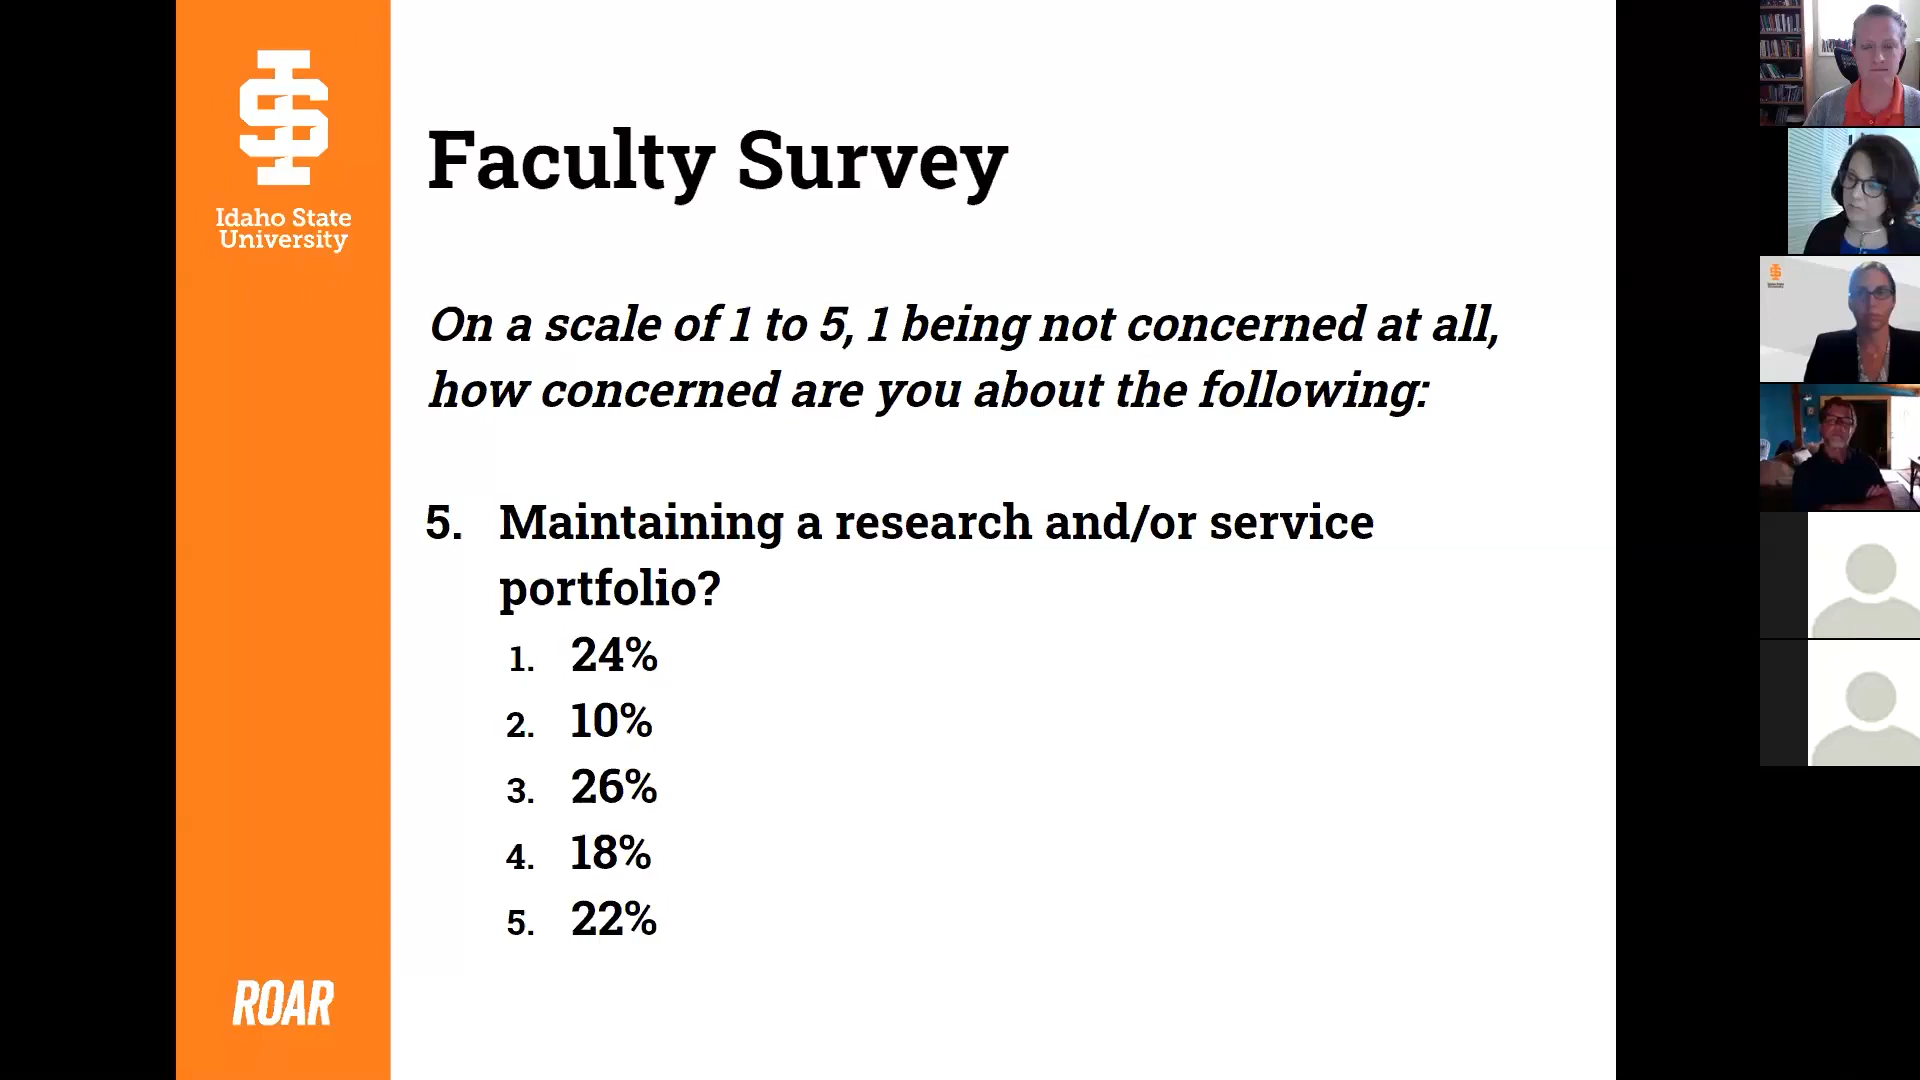 Idaho State
University
Faculty Survey
On a scale of 1 to 5, 1 being not concerned at all,
how concerned are you about the following:
5. Maintaining a research and/or service
portfolio?
1. 24%
2. 10%
3. 26%
4. 18%
5. 22%
ROAR